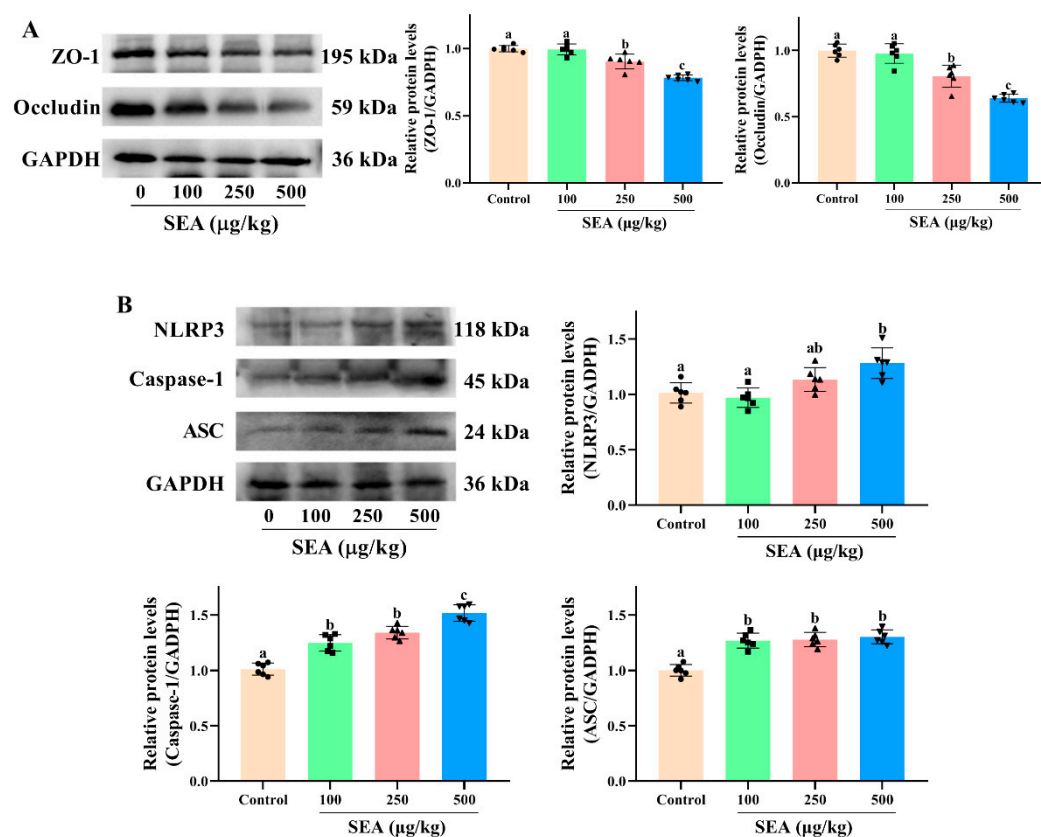 A
ZO-1
195 kDa
Occludin
59 kDa
GAPDH
36 kDa
0 100 250 500
SEA (μg/kg)
Relative protein levels
(ZO-1/GADPH)
1.0
0.5
1.0
a a b c
Control 100 250 500
SEA (μg/kg)
Relative protein levels
(Occludin/GADPH)
1.0
0.5
0.0
a a b c
Control 100 250 500
SEA (μg/kg)
B
NLRP3
118 kDa
Caspase-1
45 kDa
ASC
24 kDa
GAPDH
36 kDa
0 100 250 500
SEA (μg/kg)
Relative protein levels
(NLRP3/GADPH)
1.5
1.0
0.5
0.0
a a ab b
Control 100 250 500
SEA (μg/kg)
Relative protein levels
(Caspasc-1/GADPH)
1.5
1.0
1.5
0.0
a b b c
Control 100 250 500
SEA (μg/kg)
Relative protein levels
(ASC/GADPH)
1.5
1.0
0.5
0.0
a b b b
Control 100 250 500
SEA (μg/kg)